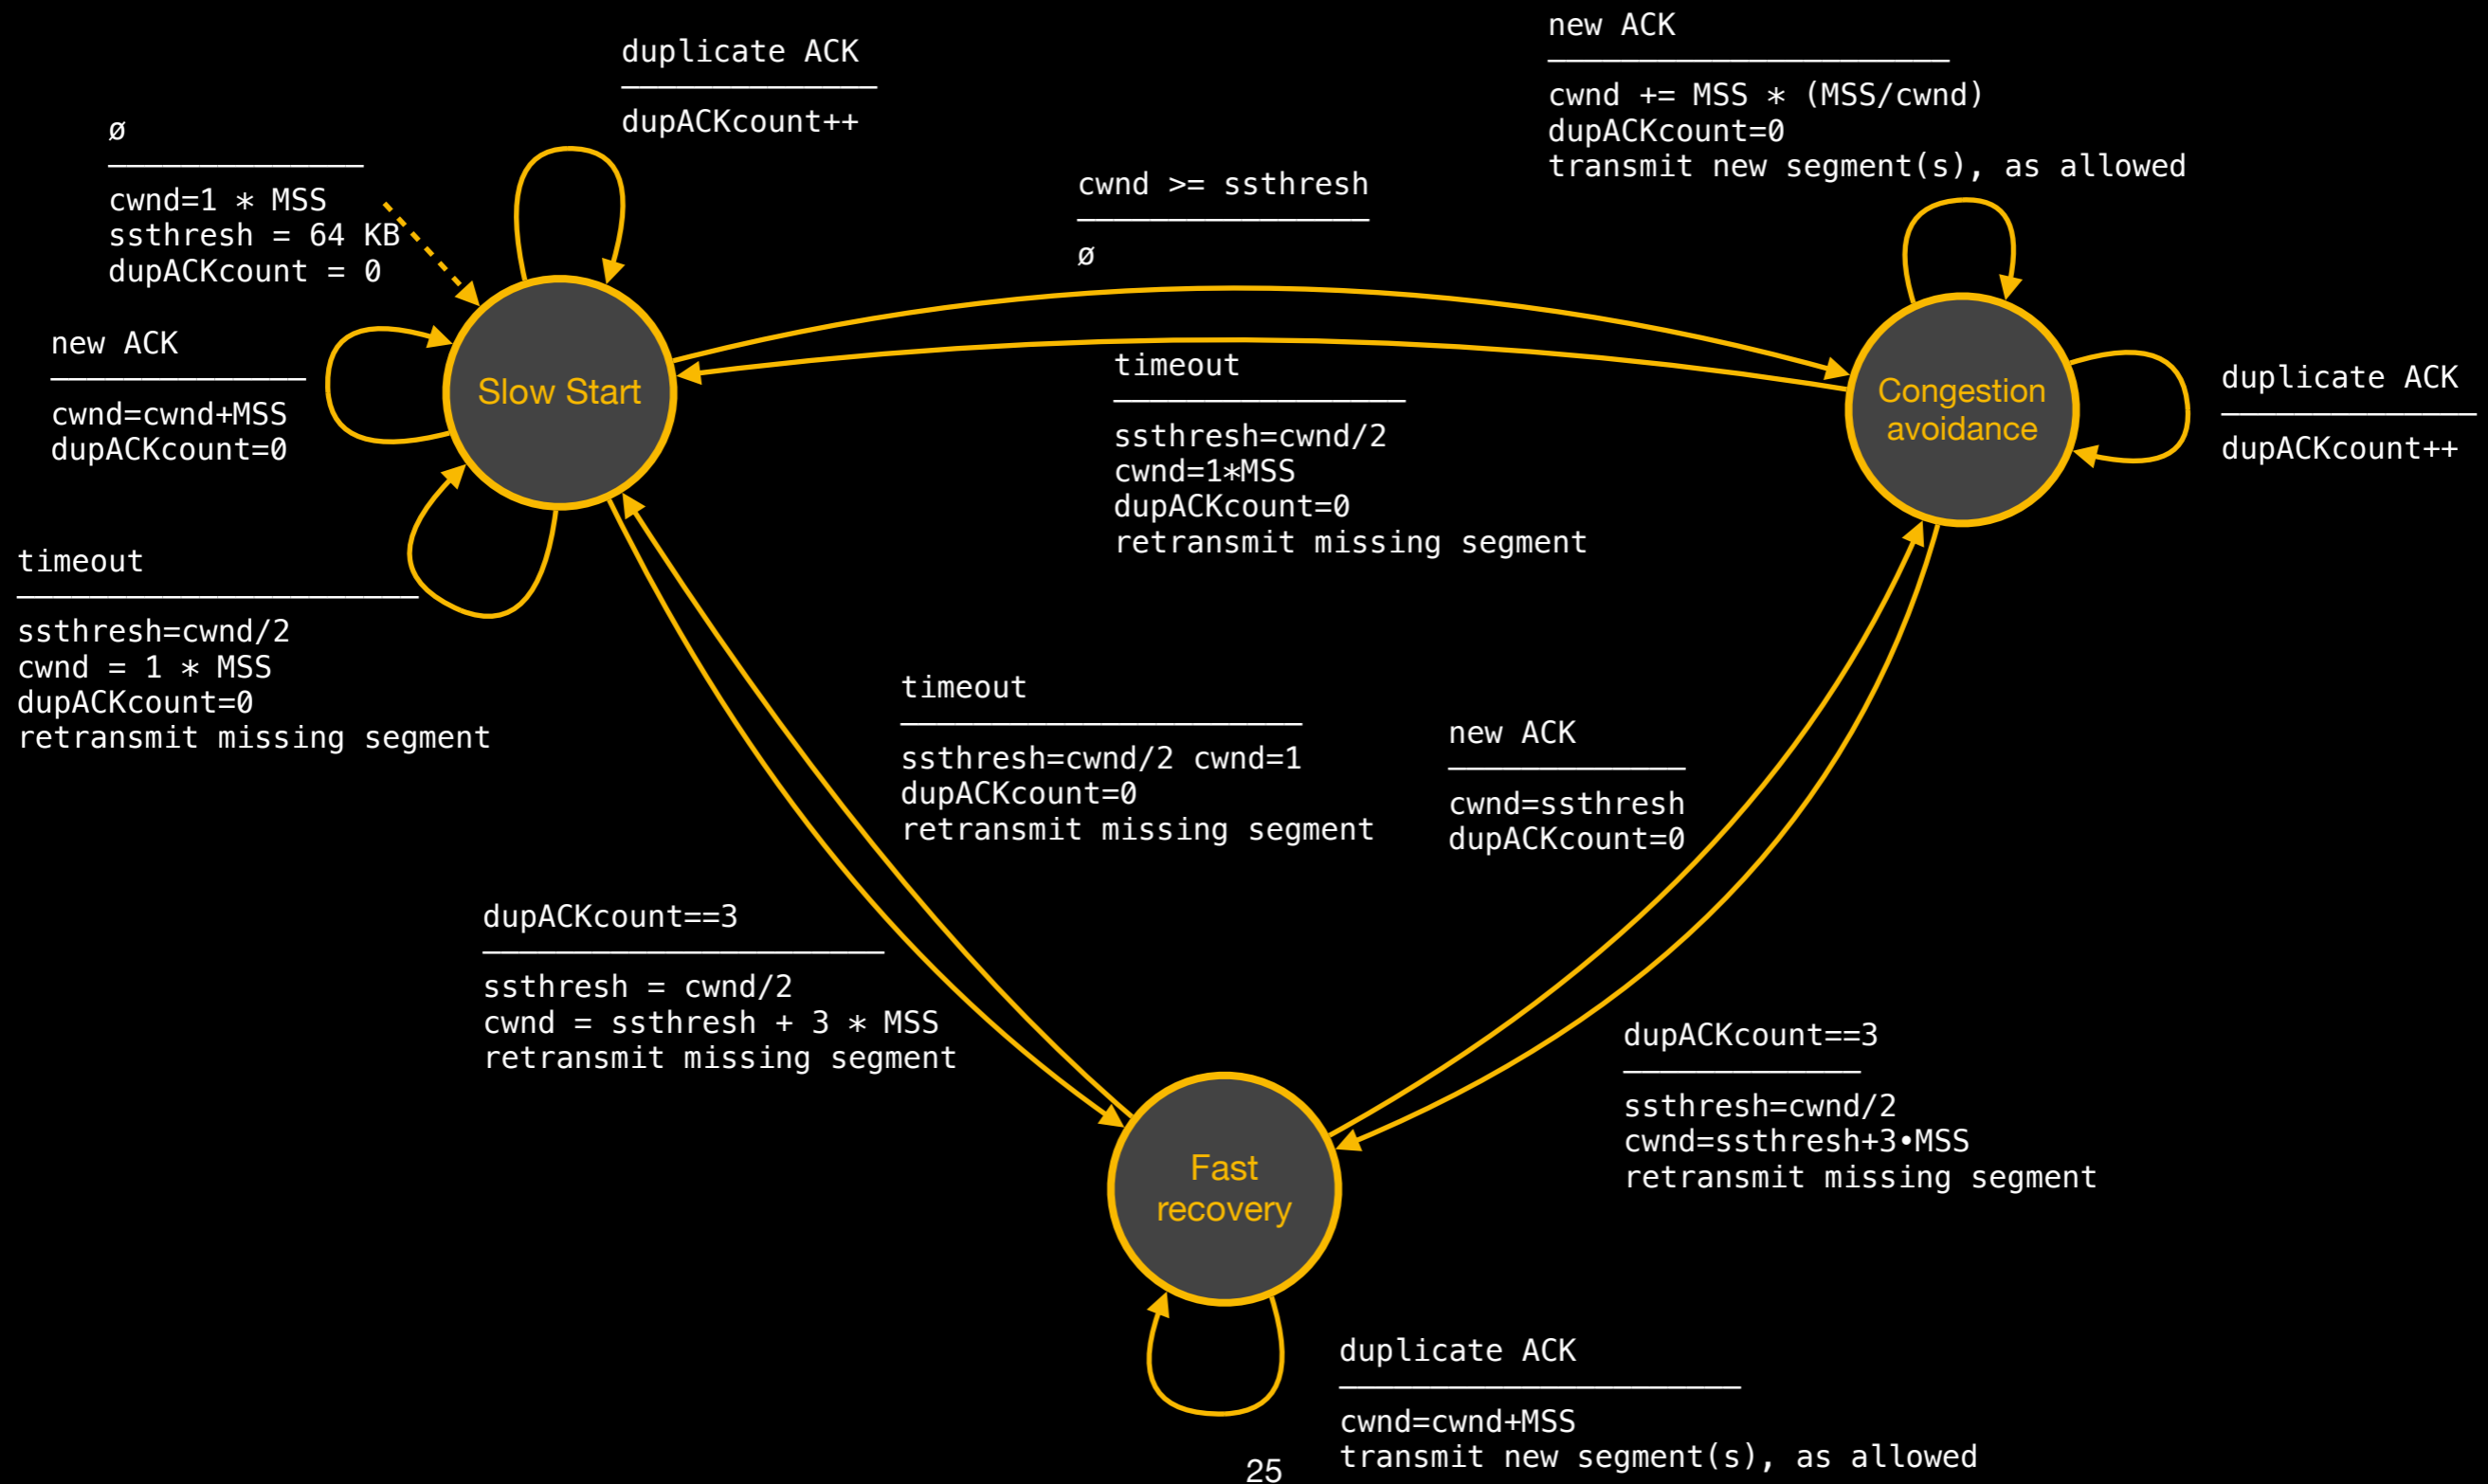 duplicate ACK
dupACKcount++
ø
cwnd=1 * MSS
ssthresh = 64 KB
dupACKcount = 0
new ACK
cwnd=cwnd+MSS
dupACKcount=0
timeout
ssthresh=cwnd/2
cwnd = 1 * MSS
dupACKcount=0
retransmit missing segment
Slow Start
cwnd >= ssthresh
ø
timeout
ssthresh=cwnd/2
cwnd=1*MSS
dupACKcount=0
retransmit missing segment
new ACK
cwnd += MSS * (MSS/cwnd)
dupACKcount=0
transmit new segment(s), as allowed
Congestion
avoidance
duplicate ACK
dupACKcount++
timeout
ssthresh=cwnd/2 cwnd=1
dupACKcount=0
retransmit missing segment
new ACK
cwnd=ssthresh
dupACKcount=0
dupACKcount==3
ssthresh = cwnd/2
cwnd = ssthresh + 3 * MSS
retransmit missing segment
dupACKcount==3
ssthresh=cwnd/2
cwnd=ssthresh+3•MSS
retransmit missing segment
Fast
recovery
duplicate ACK
cwnd=cwnd+MSS
transmit new segment(s), as allowed
25